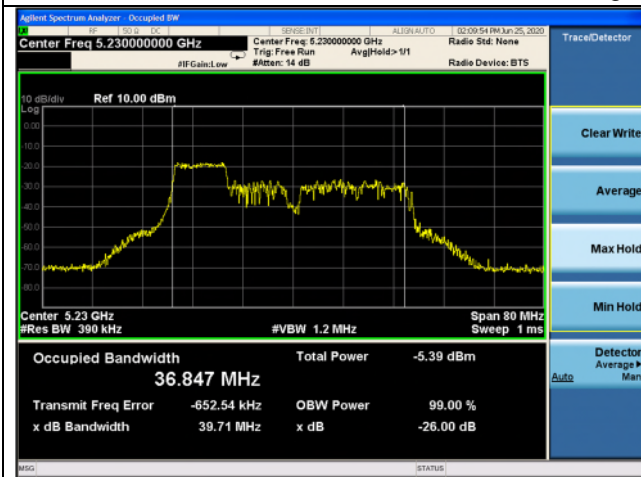 Agilent Spectrum Analyzer - Occupied BW
RF 50 Ω DC SENSE:INT ALIGN AUTO 02:09:54 PM Jun 25, 2020
Center Freq 5.230000000 GHz
Center Freq: 5.230000000 GHz
Radio Std: None
Trig: Free Run Avg|Hold:>1/1
#IFGain:Low #Atten: 14 dB
Radio Device: BTS
Trace/Detector
10 dB/div Ref 10.00 dBm
Log
0.00
-10.0
-20.0
-30.0
-40.0
-50.0
-60.0
-70.0
-80.0
Clear Write
Average
Max Hold
Min Hold
Center 5.23 GHz Span 80 MHz
#Res BW 390 kHz #VBW 1.2 MHz Sweep 1 ms
Occupied Bandwidth Total Power -5.39 dBm
36.847 MHz
Transmit Freq Error -652.54 kHz OBW Power 99.00 %
x dB Bandwidth 39.71 MHz x dB -26.00 dB
Detector
Average
Auto Man
MSG STATUS